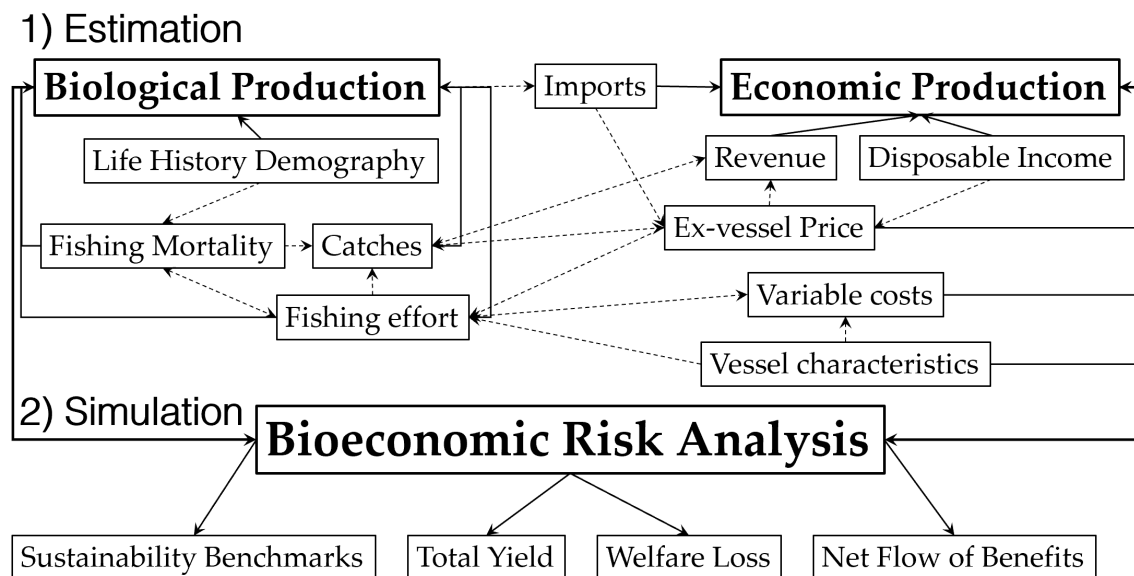 1) Estimation
Biological Production
Imports
Economic Production
Life History Demography
Revenue
Disposable Income
Fishing Mortality
Catches
Ex-vessel Price
Fishing effort
Variable costs
Vessel characteristics
2) Simulation
Bioeconomic Risk Analysis
Sustainability Benchmarks
Total Yield
Welfare Loss
Net Flow of Benefits